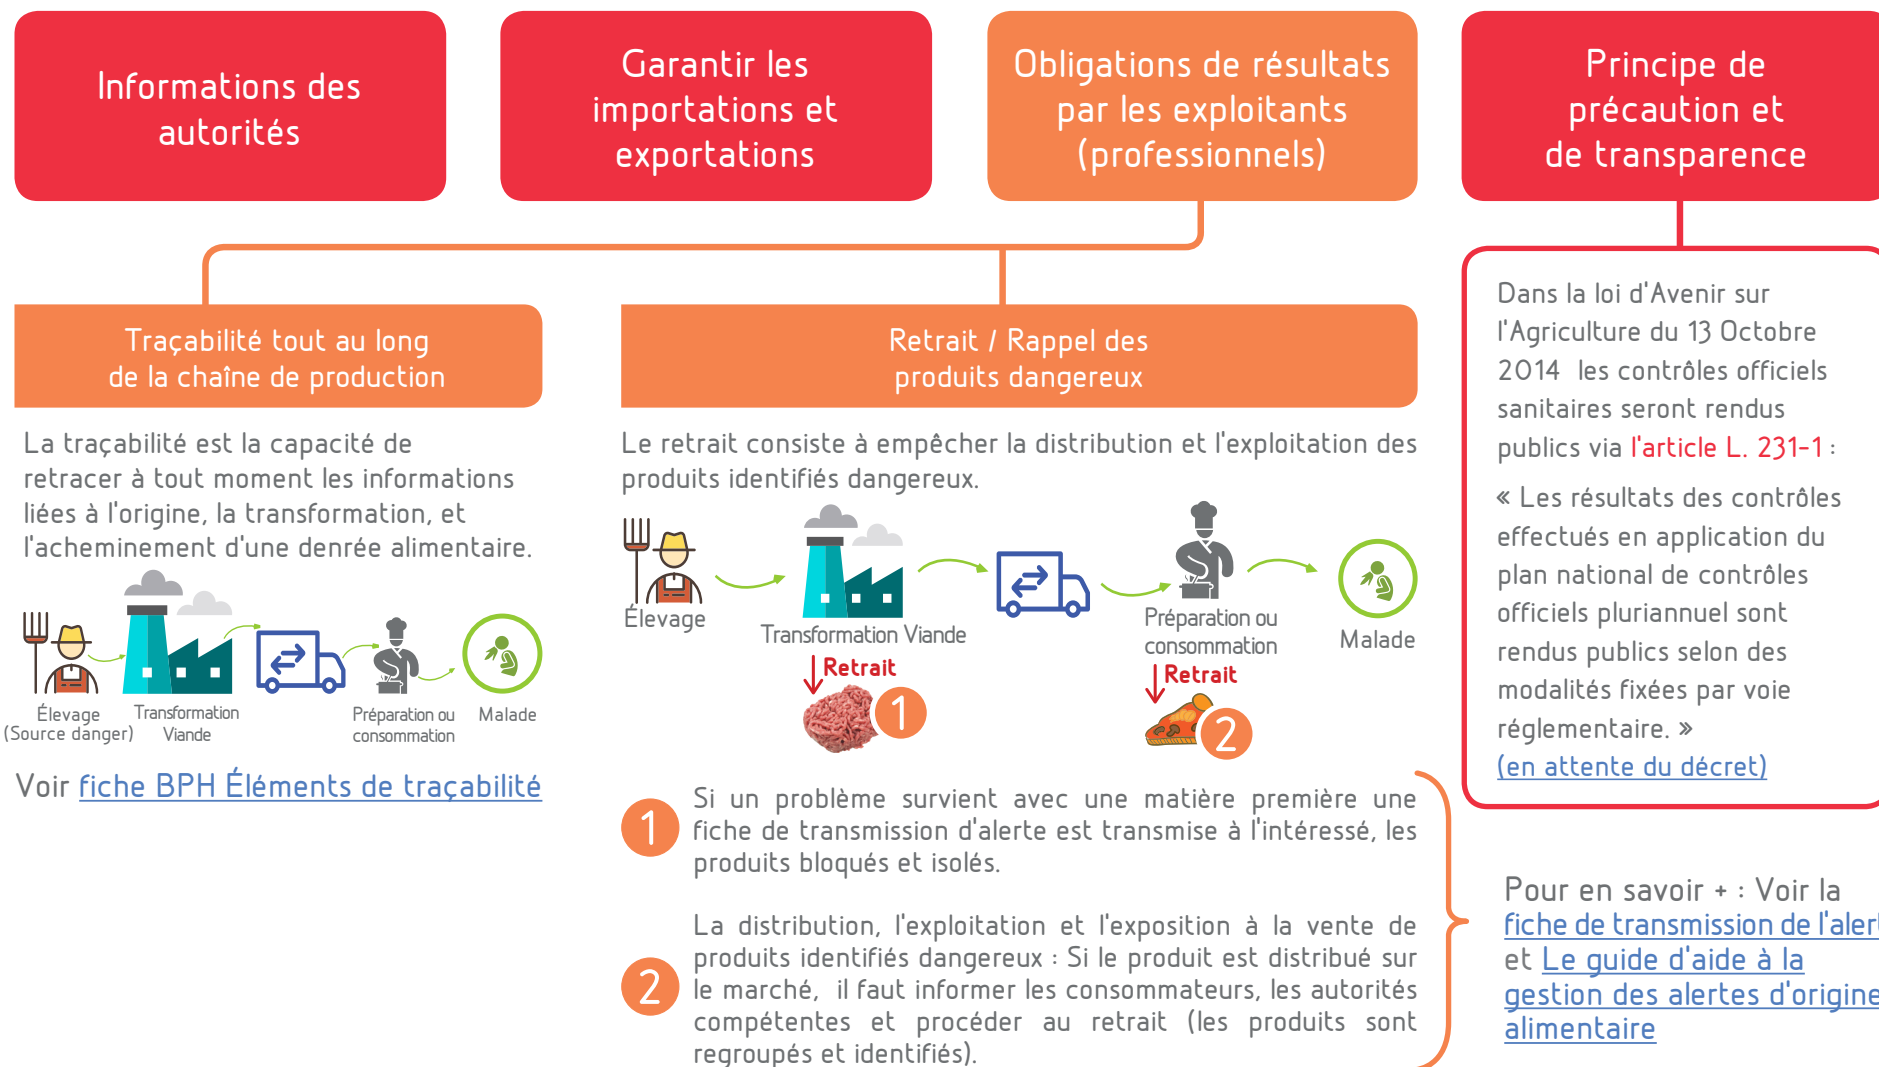 Informations des
autorités
Garantir les
importations et
exportations
Obligations de résultats
par les exploitants
(professionnels)
Principe de
précaution et
de transparence
Traçabilité tout au long
de la chaîne de production
La traçabilité est la capacité de
retracer à tout moment les informations
liées à l'origine, la transformation, et
l'acheminement d'une denrée alimentaire.
Élevage
(Source danger)
Transformation
Viande
Préparation ou
consommation
Malade
Voir fiche BPH Éléments de traçabilité
Retrait / Rappel des
produits dangereux
Le retrait consiste à empêcher la distribution et l'exploitation des
produits identifiés dangereux.
Élevage
Transformation Viande
Préparation ou
consommation
Malade
Retrait
1
Retrait
2
1
Si un problème survient avec une matière première une
fiche de transmission d'alerte est transmise à l'intéressé, les
produits bloqués et isolés.
2
La distribution, l'exploitation et l'exposition à la vente de
produits identifiés dangereux : Si le produit est distribué sur
le marché, il faut informer les consommateurs, les autorités
compétentes et procéder au retrait (les produits sont
regroupés et identifiés).
Dans la loi d'Avenir sur
l'Agriculture du 13 Octobre
2014 les contrôles officiels
sanitaires seront rendus
publics via l'article L. 231-1 :
« Les résultats des contrôles
effectués en application du
plan national de contrôles
officiels pluriannuel sont
rendus publics selon des
modalités fixées par voie
réglementaire. »
(en attente du décret)
Pour en savoir + : Voir la
fiche de transmission de l'alert
et Le guide d'aide à la
gestion des alertes d'origine
alimentaire